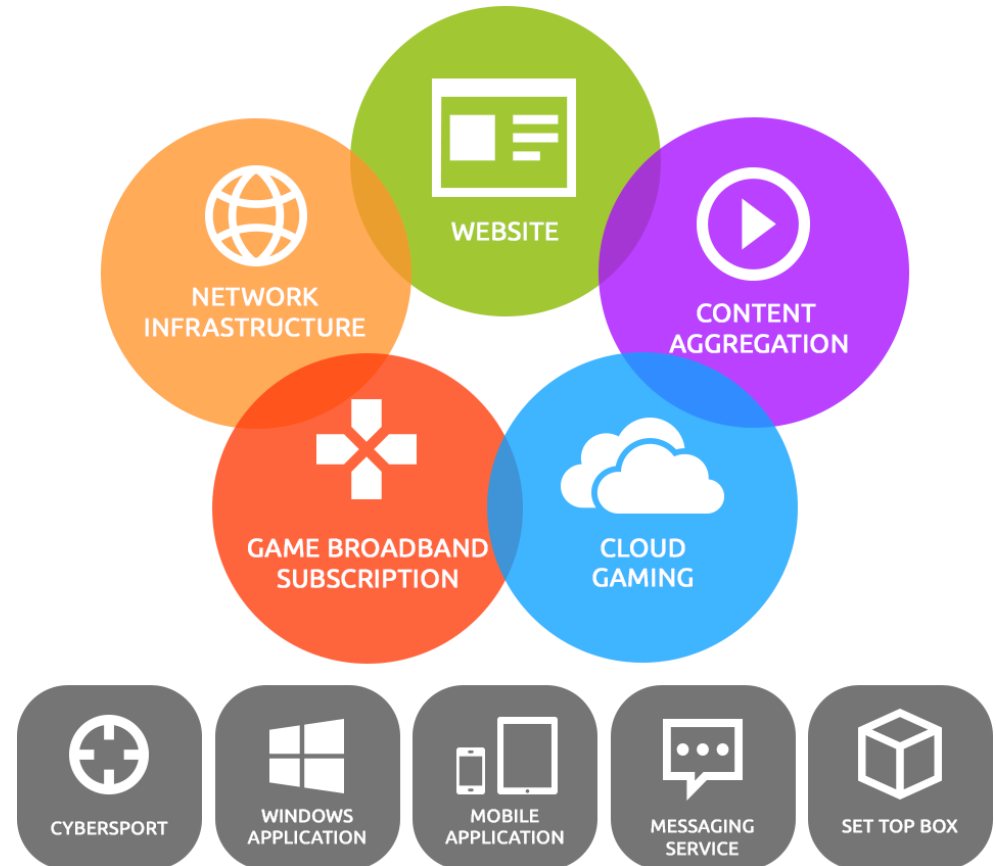 WEBSITE
NETWORK
INFRASTRUCTURE
CONTENT
AGGREGATION
GAME BROADBAND
SUBSCRIPTION
CLOUD
GAMING
CYBERSPORT
WINDOWS
APPLICATION
MOBILE
APPLICATION
MESSAGING
SERVICE
SET TOP BOX